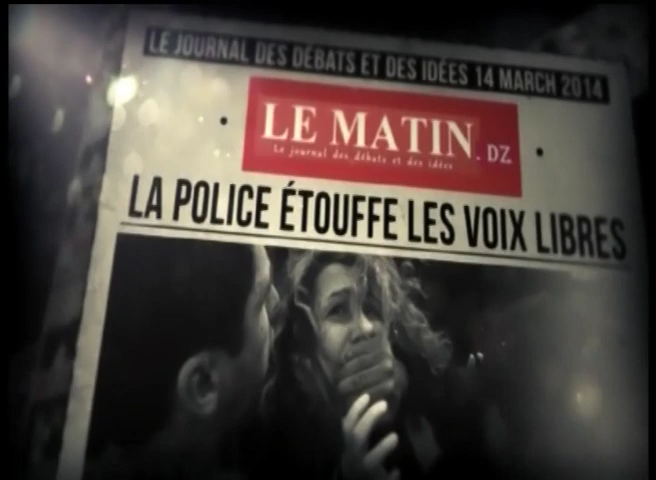 LE JOURNAL DES DÉBATS ET DES IDÉES 14 MARCH 2014
LE MATIN.DZ
Le journal des débats et des idées
LA POLICE ÉTOUFFE LES VOIX LIBRES